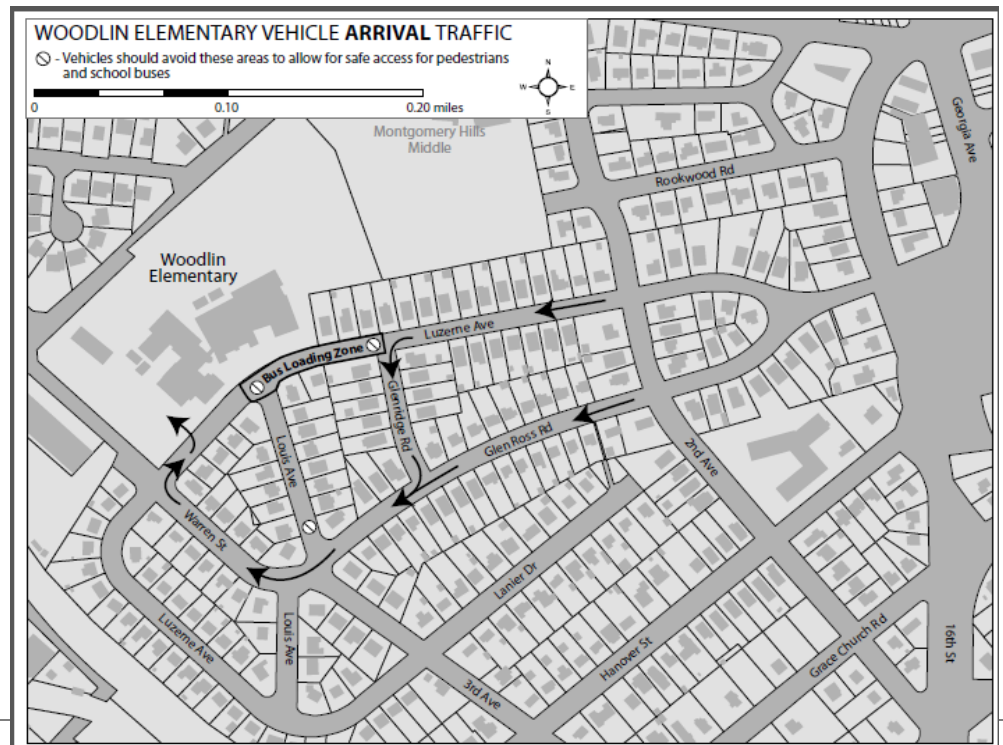 WOODLIN ELEMENTARY VEHICLE ARRIVAL TRAFFIC
- Vehicles should avoid these areas to allow for safe access for pedestrians
and school buses
0
0.10
0.20 miles
N
W
E
S
Montgomery Hills
Middle
Georgia Ave
Rookwood Rd
Woodlin
Elementary
Luzerne Ave
Bus Loading Zone
Glenridge Rd
Glen Ross Rd
Louis Ave
2nd Ave
Warren St
Lanier Dr
Louis Ave
Luzerne Ave
Hanover St
Grace Church Rd
16th St
3rd Ave